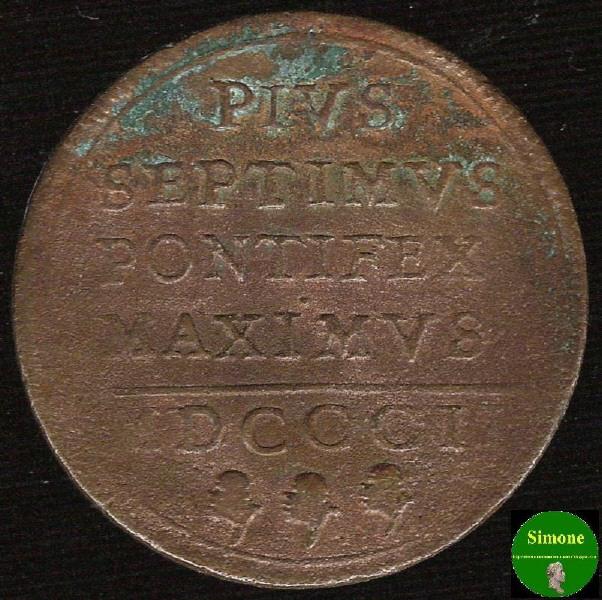 PIVS
SEPTIMVS
PONTIFEX
MAXIMVS
MDCCCI
Simone